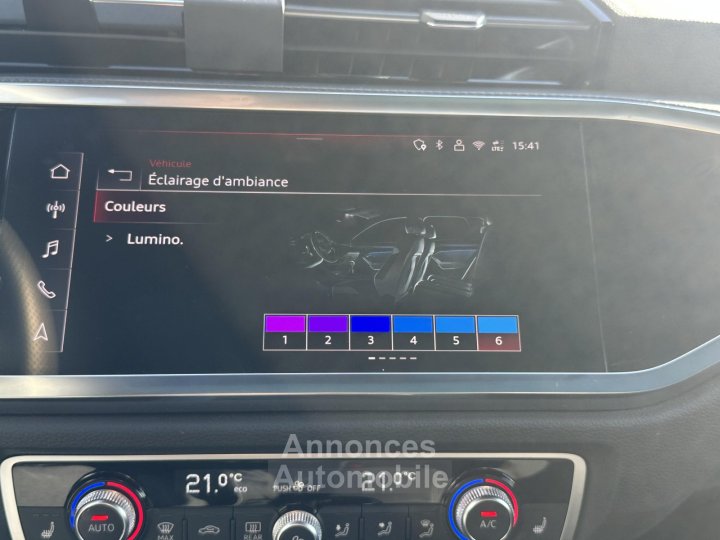 15:41
Véhicule
Éclairage d'ambiance
Couleurs
> Lumino.
1 2 3 4 5 6
Annonces
Automobile
21.0°C eco PUSH OFF 21.0°C
AUTO MAX REAR A/C